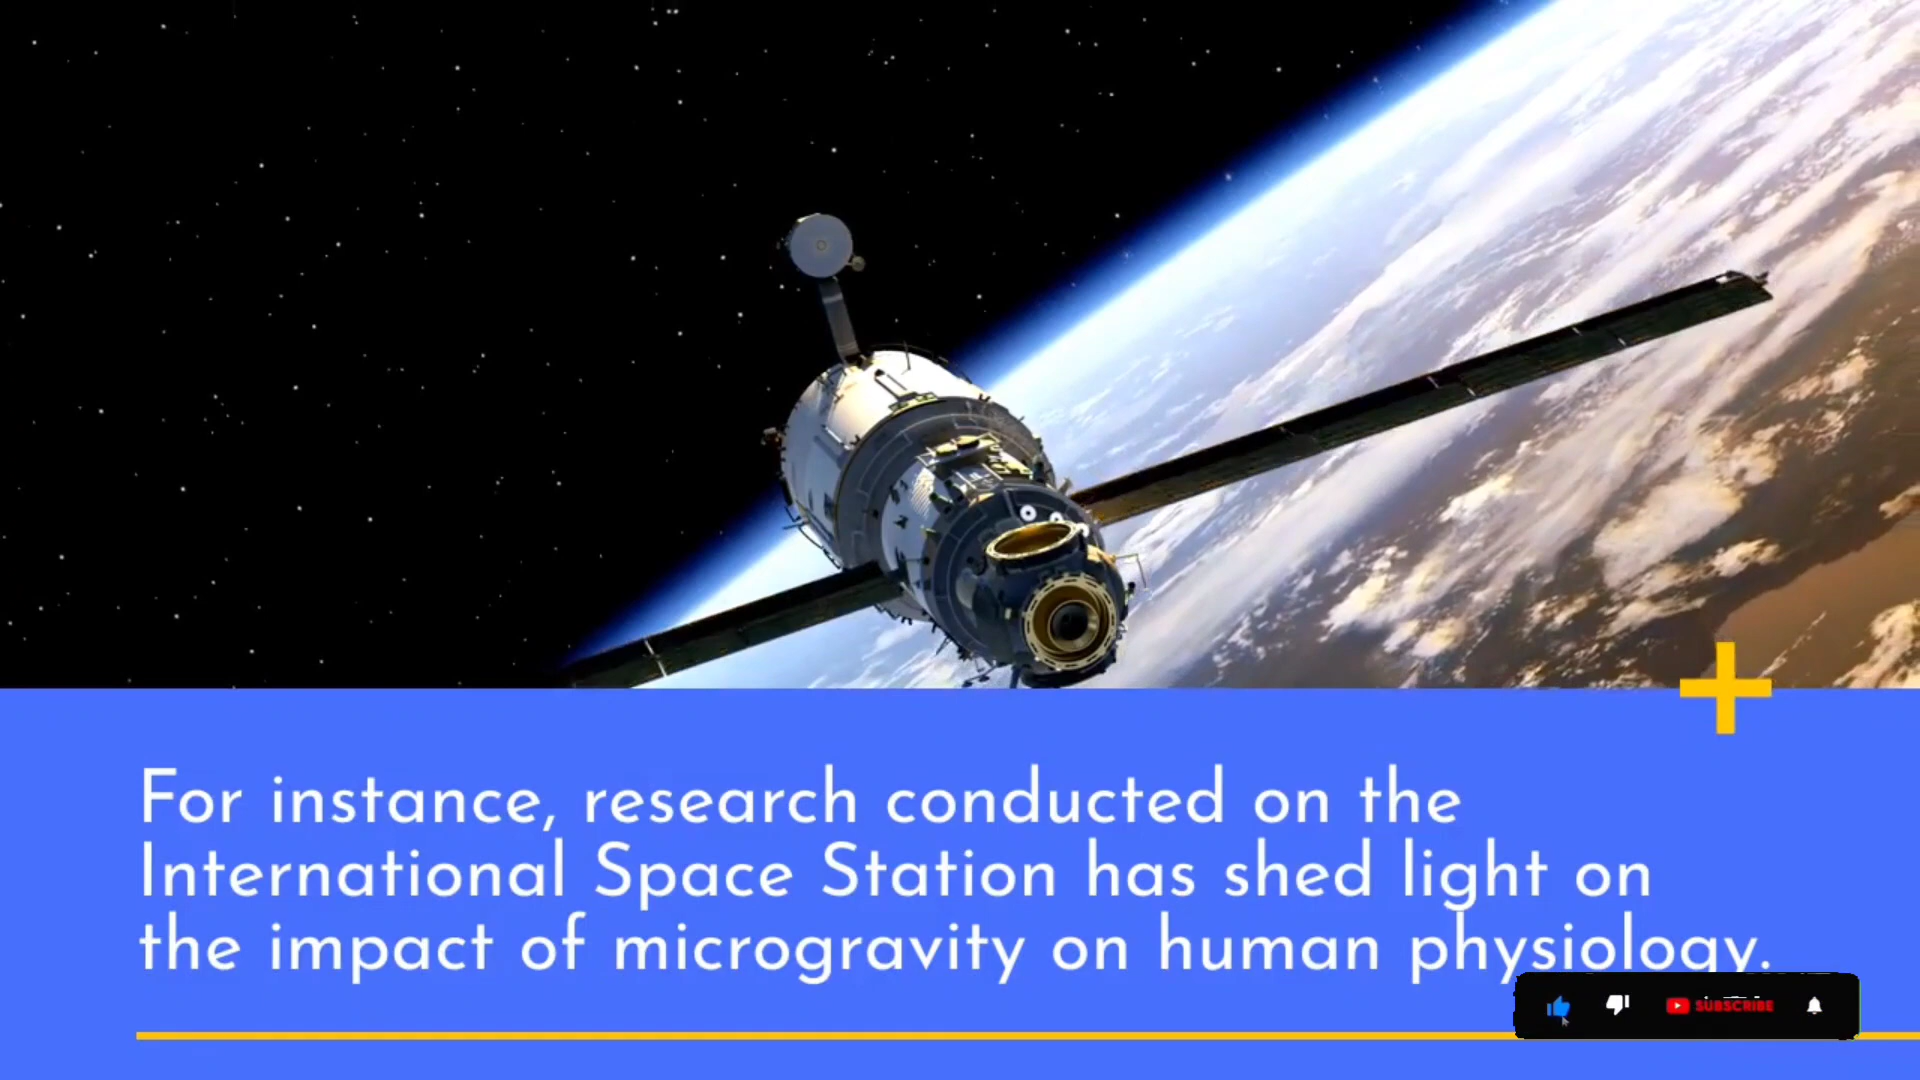 For instance, research conducted on the
International Space Station has shed light on
the impact of microgravity on human physiology.
SUBSCRIBE